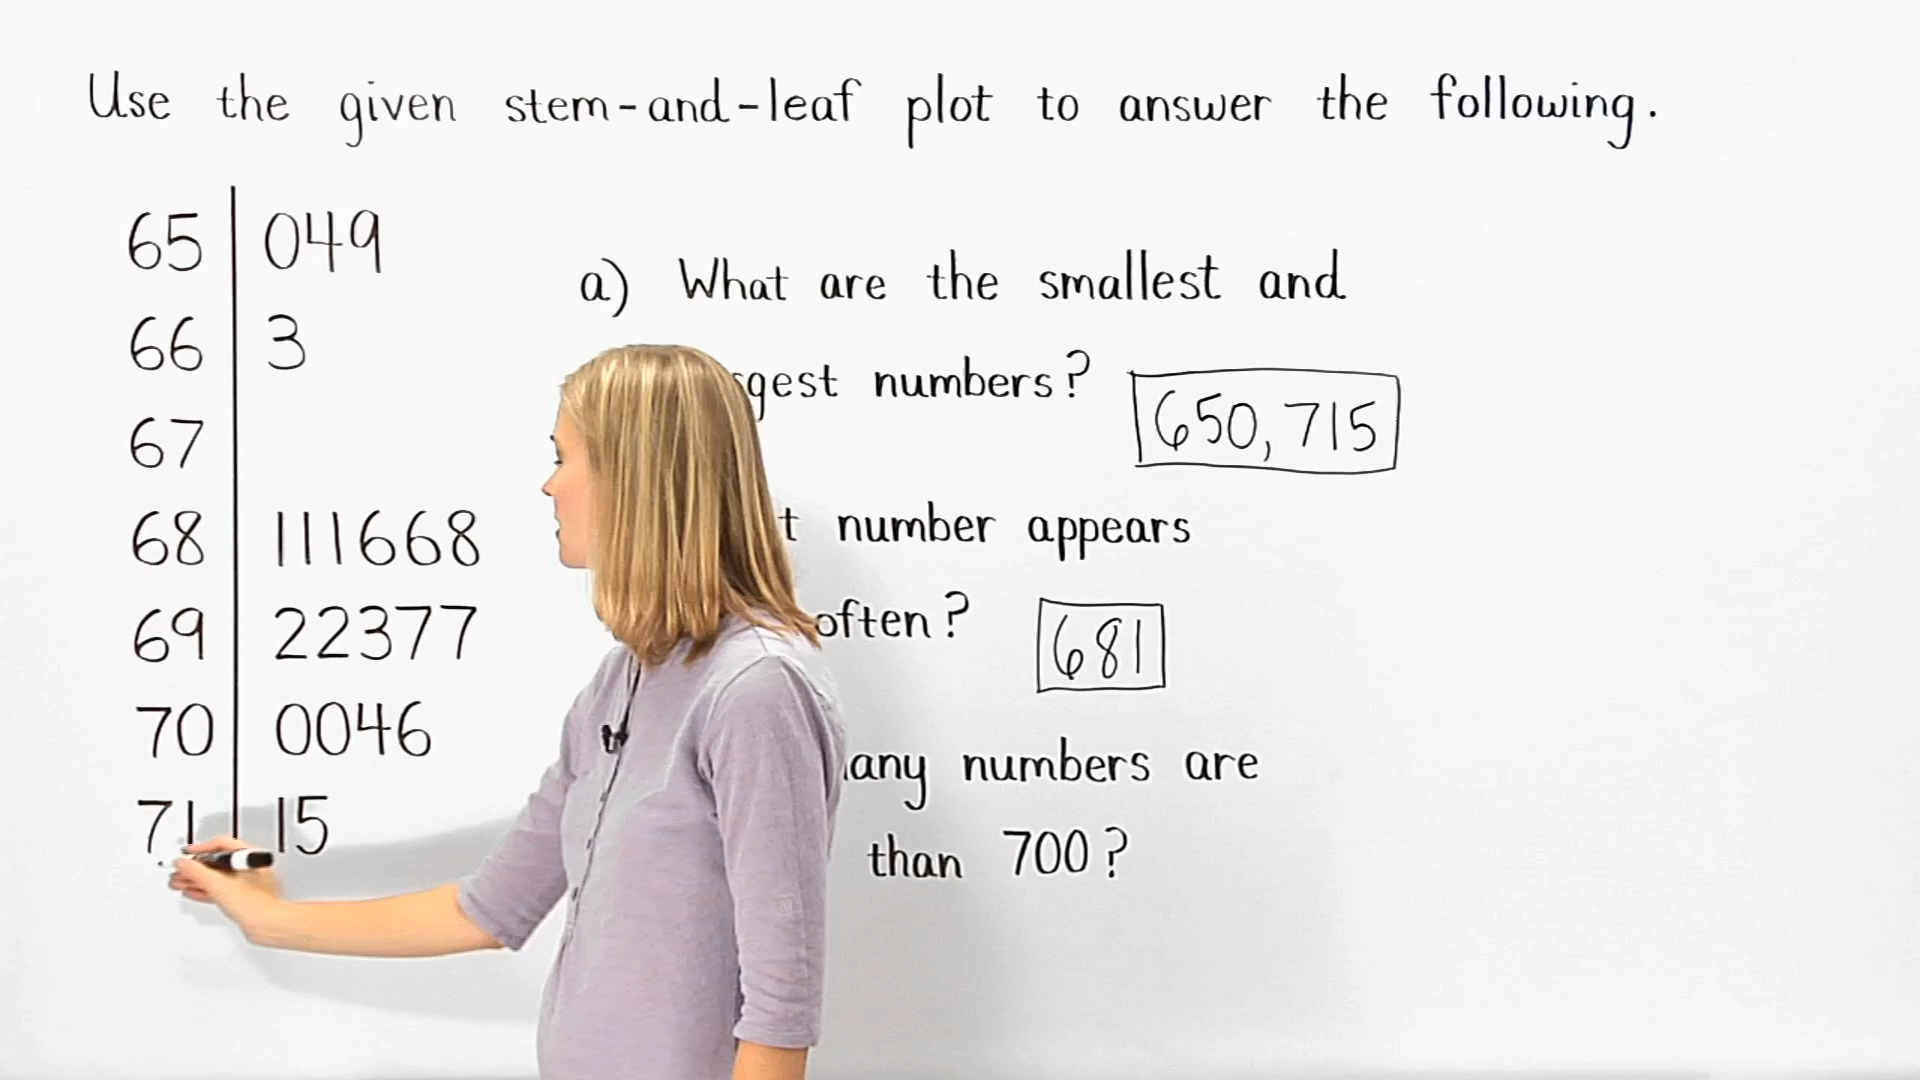 Use the given stem-and-leaf plot to answer the following.
65 | 049
66 | 3
67 |
68 | 111668
69 | 22377
70 | 0046
71 | 15
a) What are the smallest and
numbers?
650, 715
number appears
often?
681
numbers are
than 700?